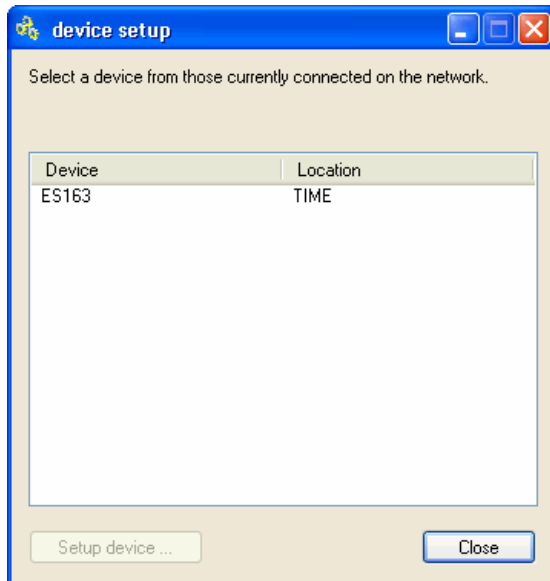 device setup
Select a device from those currently connected on the network.
Device Location
ES163 TIME
Setup device ... Close